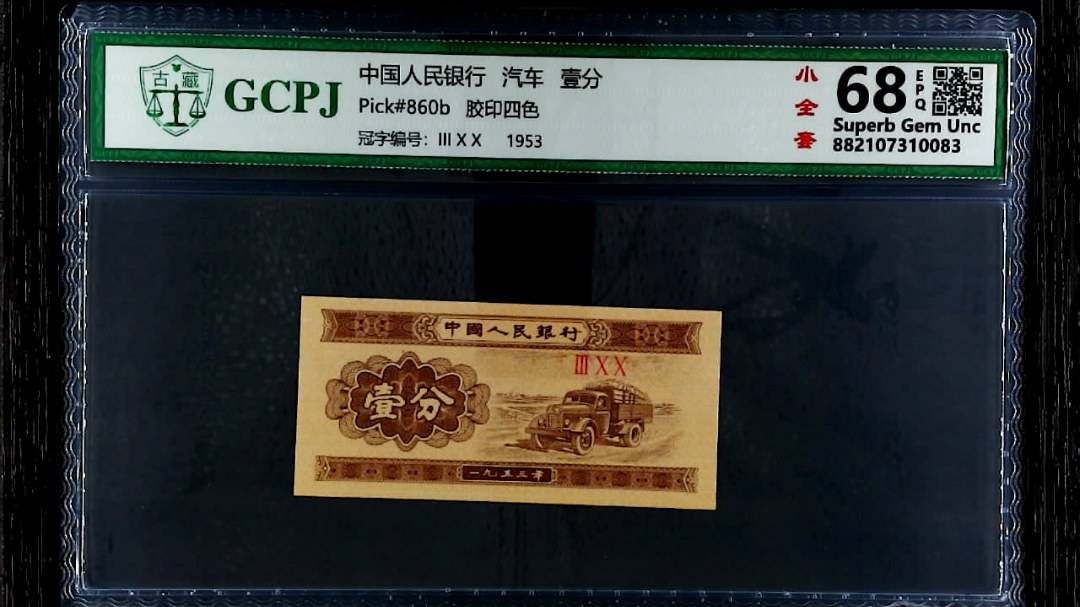 古藏
GCPJ
中国人民银行 汽车 壹分
Pick#860b 胶印四色
冠字编号: ⅢⅩⅩ 1953
小全套
68
EPQ
Superb Gem Unc
882107310083
中國人民銀行
ⅢⅩⅩ
壹分
一九五三年